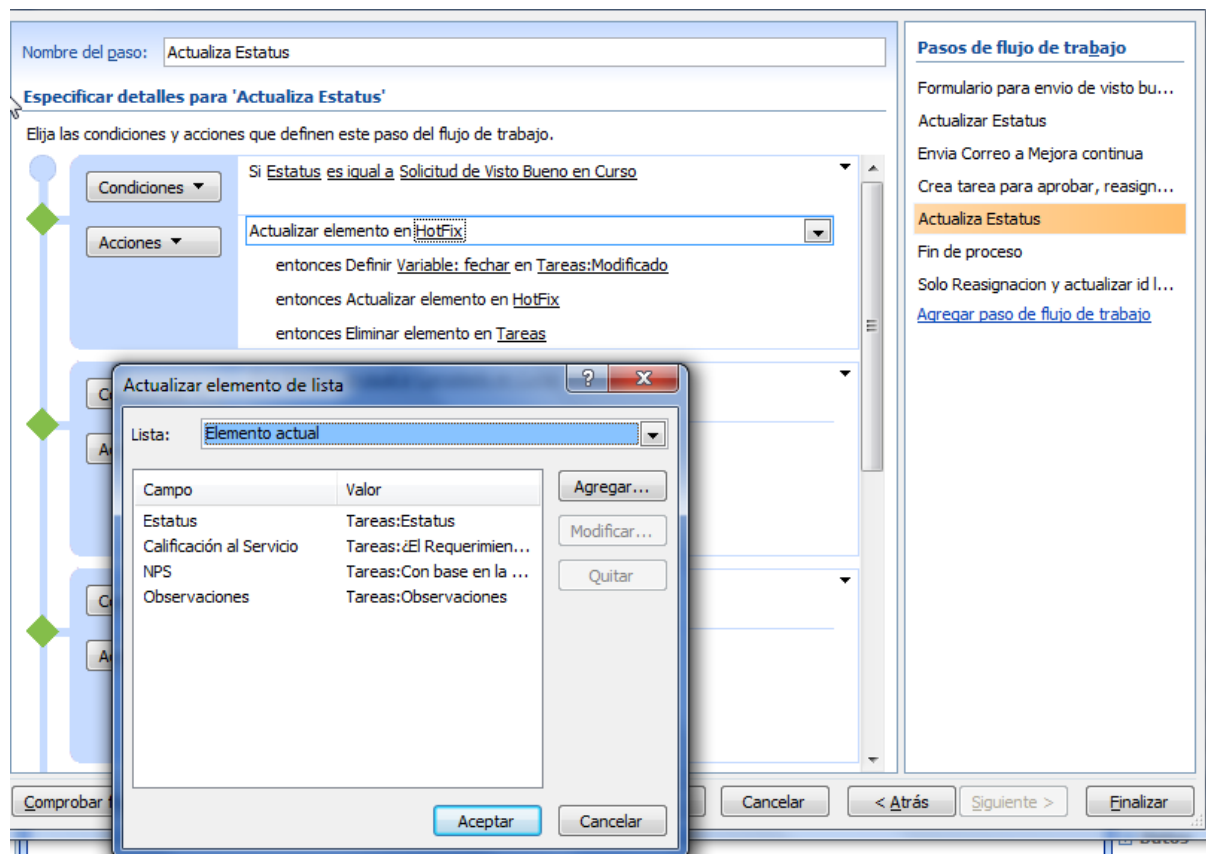 Nombre del paso: Actualiza Estatus
Especificar detalles para 'Actualiza Estatus'
Elija las condiciones y acciones que definen este paso del flujo de trabajo.
Condiciones
Si Estatus es igual a Solicitud de Visto Bueno en Curso
Acciones
Actualizar elemento en HotFix
entonces Definir Variable: fechar en Tareas:Modificado
entonces Actualizar elemento en HotFix
entonces Eliminar elemento en Tareas
Actualizar elemento de lista
Lista: Elemento actual
Campo Valor
Estatus Tareas:Estatus
Calificación al Servicio Tareas:¿El Requerimien...
NPS Tareas:Con base en la ...
Observaciones Tareas:Observaciones
Agregar...
Modificar...
Quitar
Aceptar Cancelar
Pasos de flujo de trabajo
Formulario para envio de visto bu...
Actualizar Estatus
Envia Correo a Mejora continua
Crea tarea para aprobar, reasign...
Actualiza Estatus
Fin de proceso
Solo Reasignacion y actualizar id l...
Agregar paso de flujo de trabajo
Comprobar Cancelar < Atrás Siguiente > Finalizar